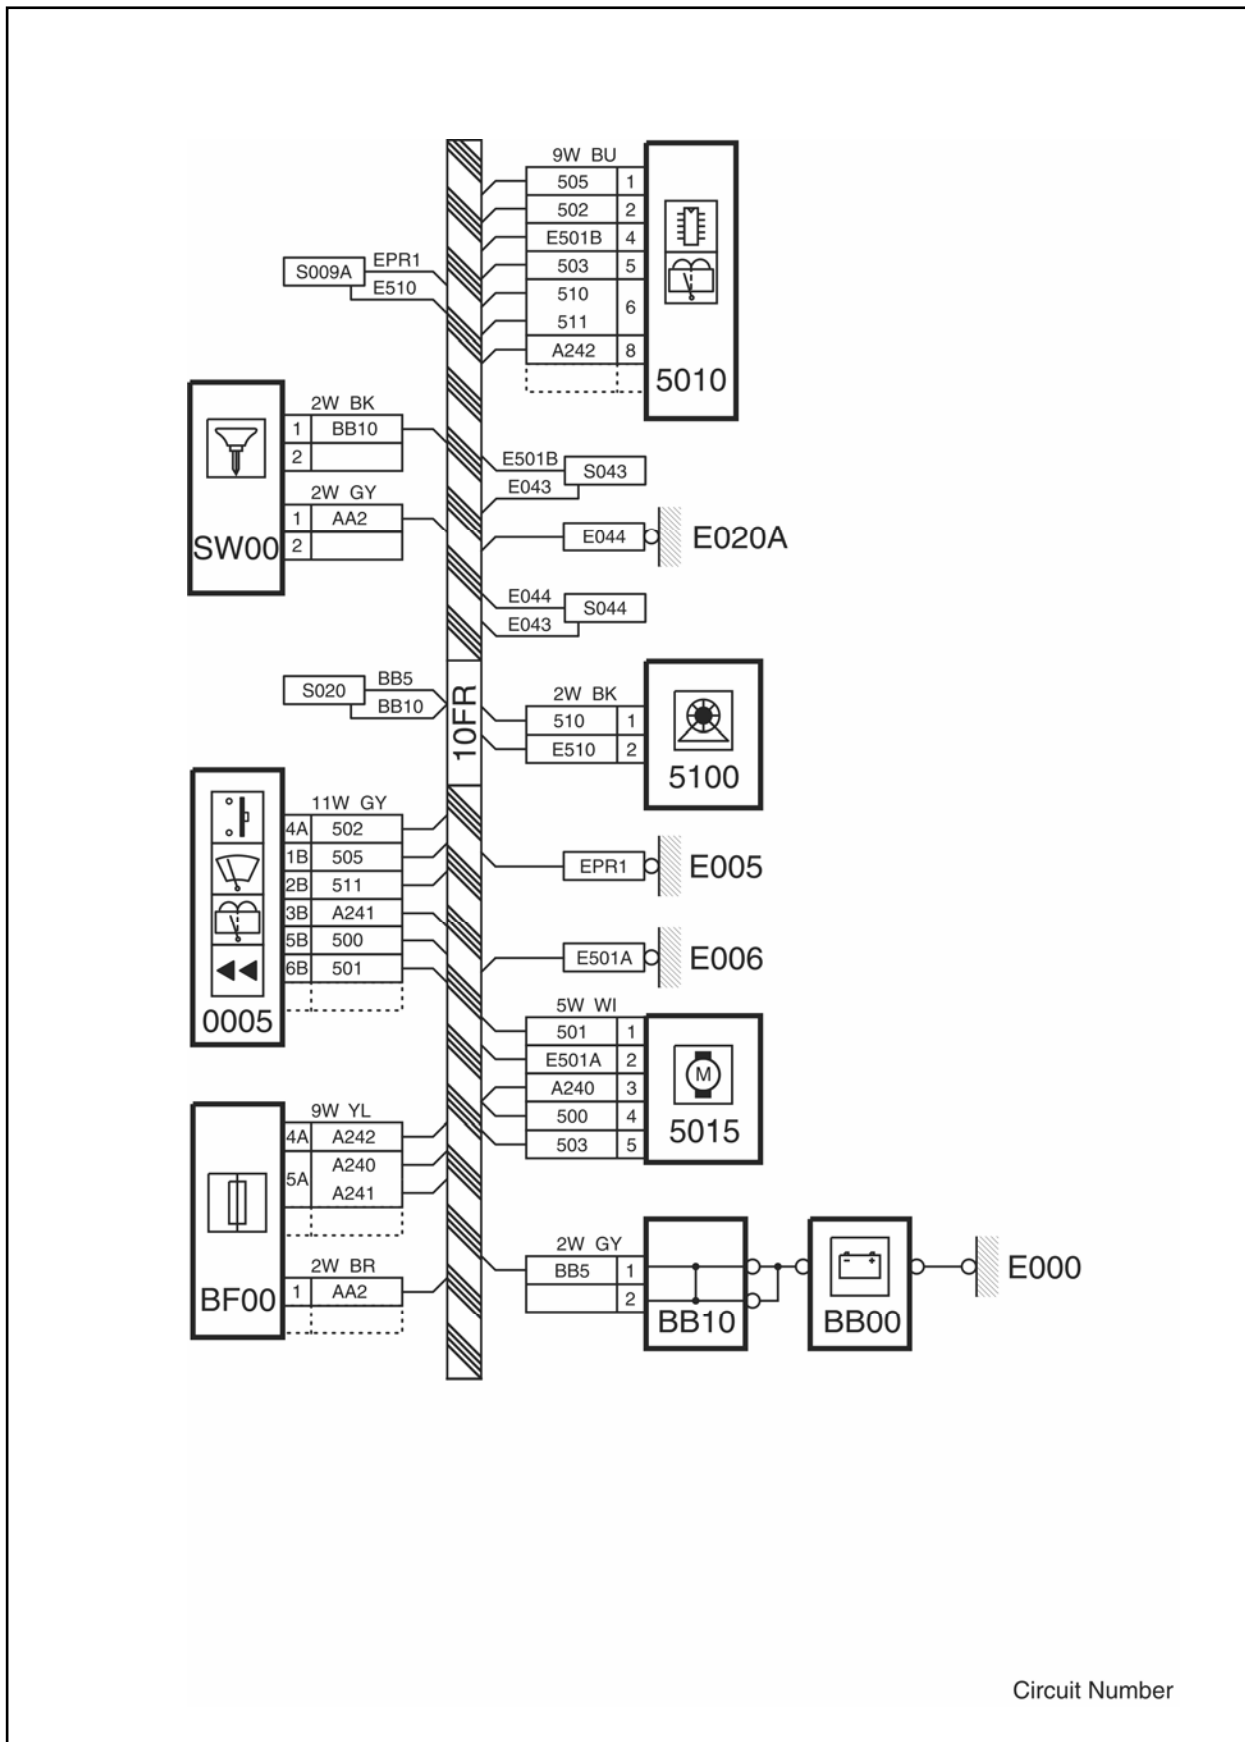 9W BU
505 1
502 2
E501B 4
503 5
510
6
511
A242 8
5010
S009A
EPR1
E510
2W BK
1 BB10
2
2W GY
1 AA2
2
SW00
E501B
S043
E043
E044
E020A
E044
S044
E043
S020
BB5
BB10
10FR
2W BK
510 1
E510 2
5100
11W GY
4A 502
1B 505
2B 511
3B A241
5B 500
6B 501
0005
EPR1
E005
E501A
E006
5W WI
501 1
E501A 2
A240 3
500 4
503 5
M
5015
9W YL
4A A242
A240
5A
A241
2W BR
1 AA2
BF00
2W GY
BB5 1
2
BB10
- +
BB00
E000
Circuit Number